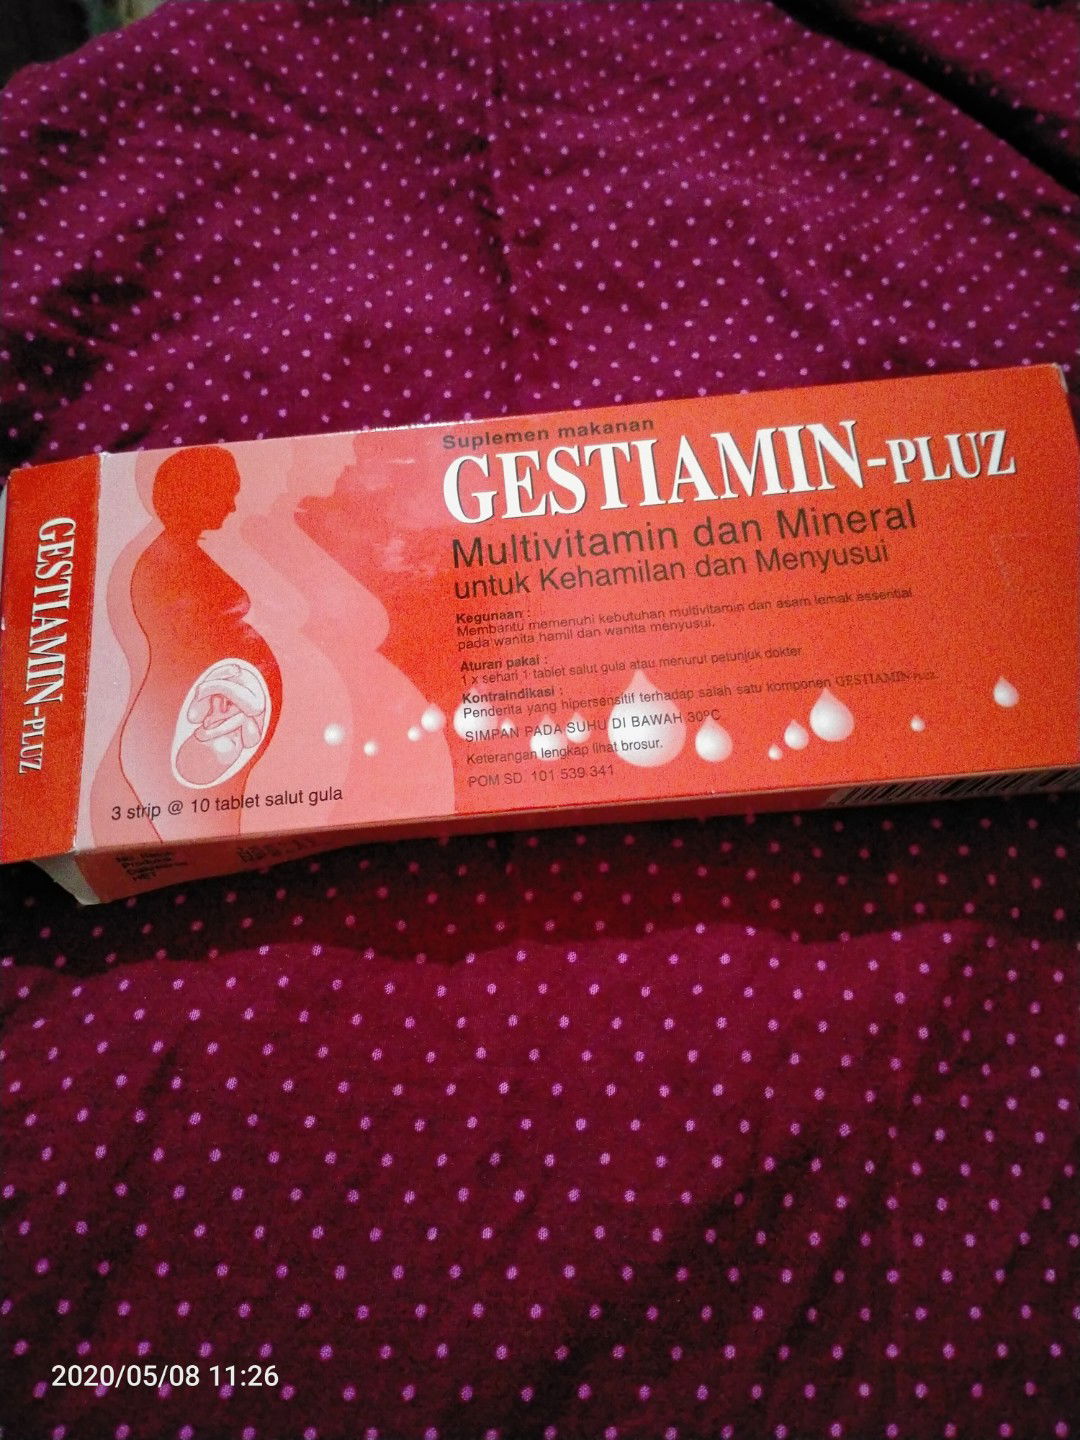 Suplemen makanan
GESTIAMIN-PLUZ
Multivitamin dan Mineral
untuk Kehamilan dan Menyusui
Kegunaan :
Membantu memenuhi kebutuhan multivitamin dan asam lemak essential
pada wanita hamil dan wanita menyusui.
Aturan pakai :
1 x sehari 1 tablet salut gula atau menurut petunjuk dokter
Kontraindikasi :
Penderita yang hipersensitif terhadap salah satu komponen GESTIAMIN-PLUZ.
SIMPAN PADA SUHU DI BAWAH 30°C
Keterangan lengkap lihat brosur.
POM SD. 101 539 341
3 strip @ 10 tablet salut gula
GESTIAMIN-PLUZ
HET
2020/05/08 11:26